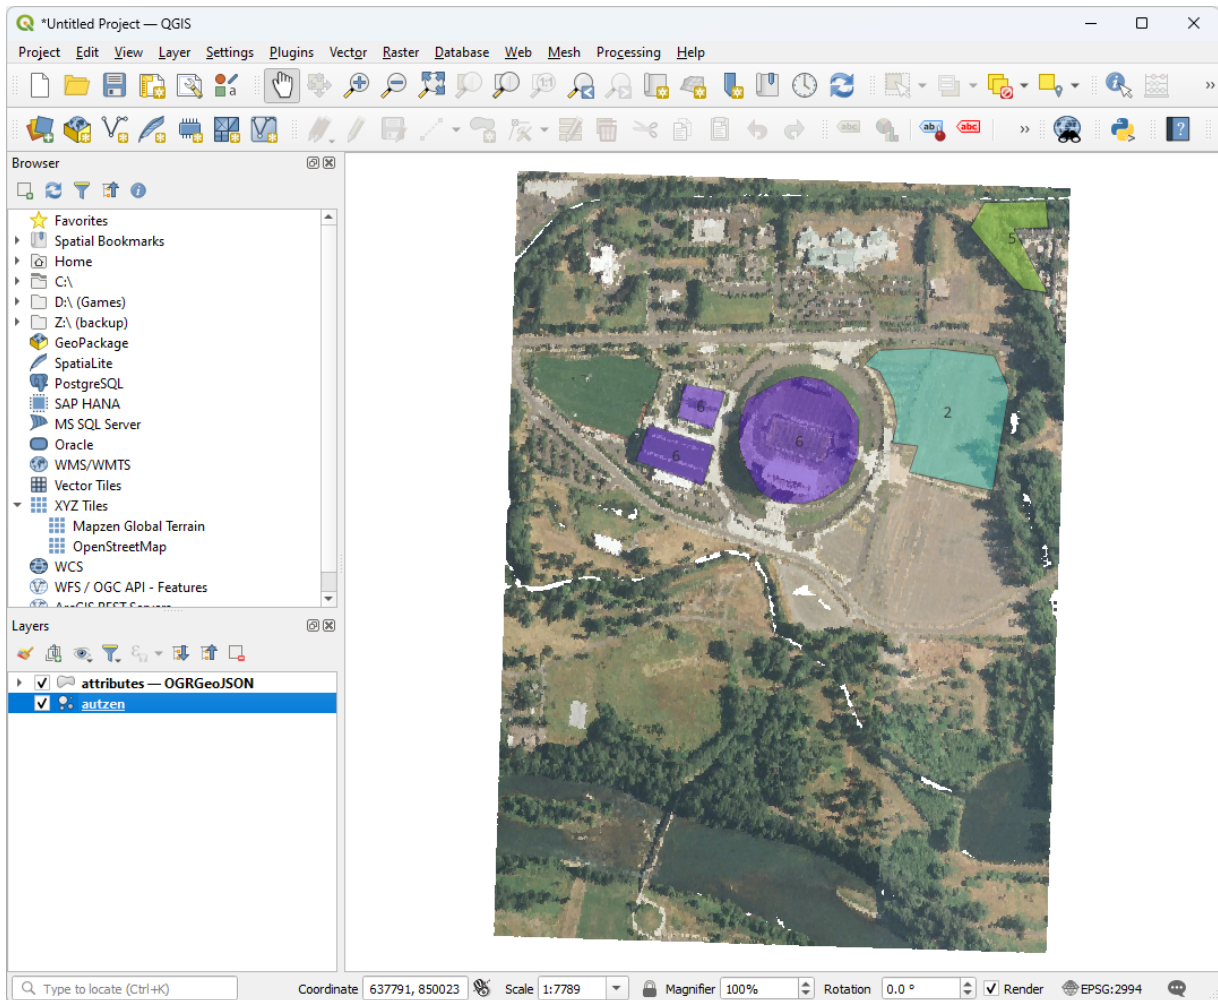 *Untitled Project — QGIS
Project Edit View Layer Settings Plugins Vector Raster Database Web Mesh Processing Help
Browser
Favorites
Spatial Bookmarks
Home
C:\
D:\ (Games)
Z:\ (backup)
GeoPackage
SpatiaLite
PostgreSQL
SAP HANA
MS SQL Server
Oracle
WMS/WMTS
Vector Tiles
XYZ Tiles
Mapzen Global Terrain
OpenStreetMap
WCS
WFS / OGC API - Features
Layers
attributes — OGRGeoJSON
autzen
5
2
6
6
6
Type to locate (Ctrl+K)
Coordinate 637791, 850023 Scale 1:7789 Magnifier 100% Rotation 0.0 ° Render EPSG:2994